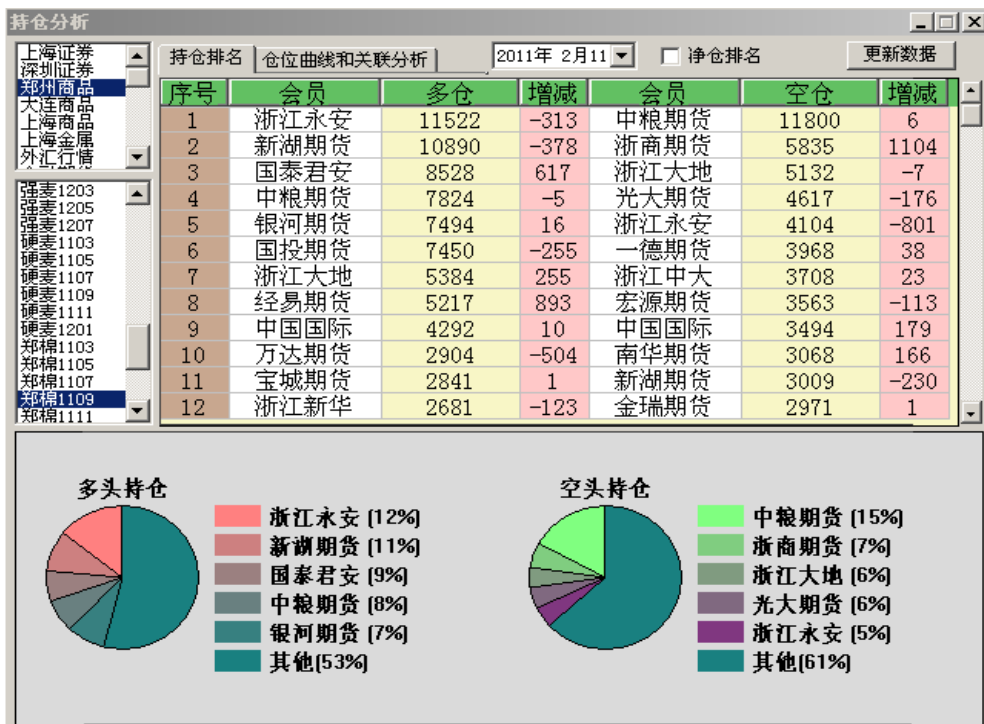 持仓分析
上海证券
深圳证券
郑州商品
大连商品
上海商品
上海金属
外汇行情
持仓排名 仓位曲线和关联分析 2011年 2月11 净仓排名 更新数据
强麦1203
强麦1205
强麦1207
硬麦1103
硬麦1105
硬麦1107
硬麦1109
硬麦1111
硬麦1201
郑棉1103
郑棉1105
郑棉1107
郑棉1109
郑棉1111
序号 会员 多仓 增减 会员 空仓 增减
1 浙江永安 11522 -313 中粮期货 11800 6
2 新湖期货 10890 -378 浙商期货 5835 1104
3 国泰君安 8528 617 浙江大地 5132 -7
4 中粮期货 7824 -5 光大期货 4617 -176
5 银河期货 7494 16 浙江永安 4104 -801
6 国投期货 7450 -255 一德期货 3968 38
7 浙江大地 5384 255 浙江中大 3708 23
8 经易期货 5217 893 宏源期货 3563 -113
9 中国国际 4292 10 中国国际 3494 179
10 万达期货 2904 -504 南华期货 3068 166
11 宝城期货 2841 1 新湖期货 3009 -230
12 浙江新华 2681 -123 金瑞期货 2971 1
多头持仓
浙江永安 (12%)
新湖期货 (11%)
国泰君安 (9%)
中粮期货 (8%)
银河期货 (7%)
其他(53%)
空头持仓
中粮期货 (15%)
浙商期货 (7%)
浙江大地 (6%)
光大期货 (6%)
浙江永安 (5%)
其他(61%)